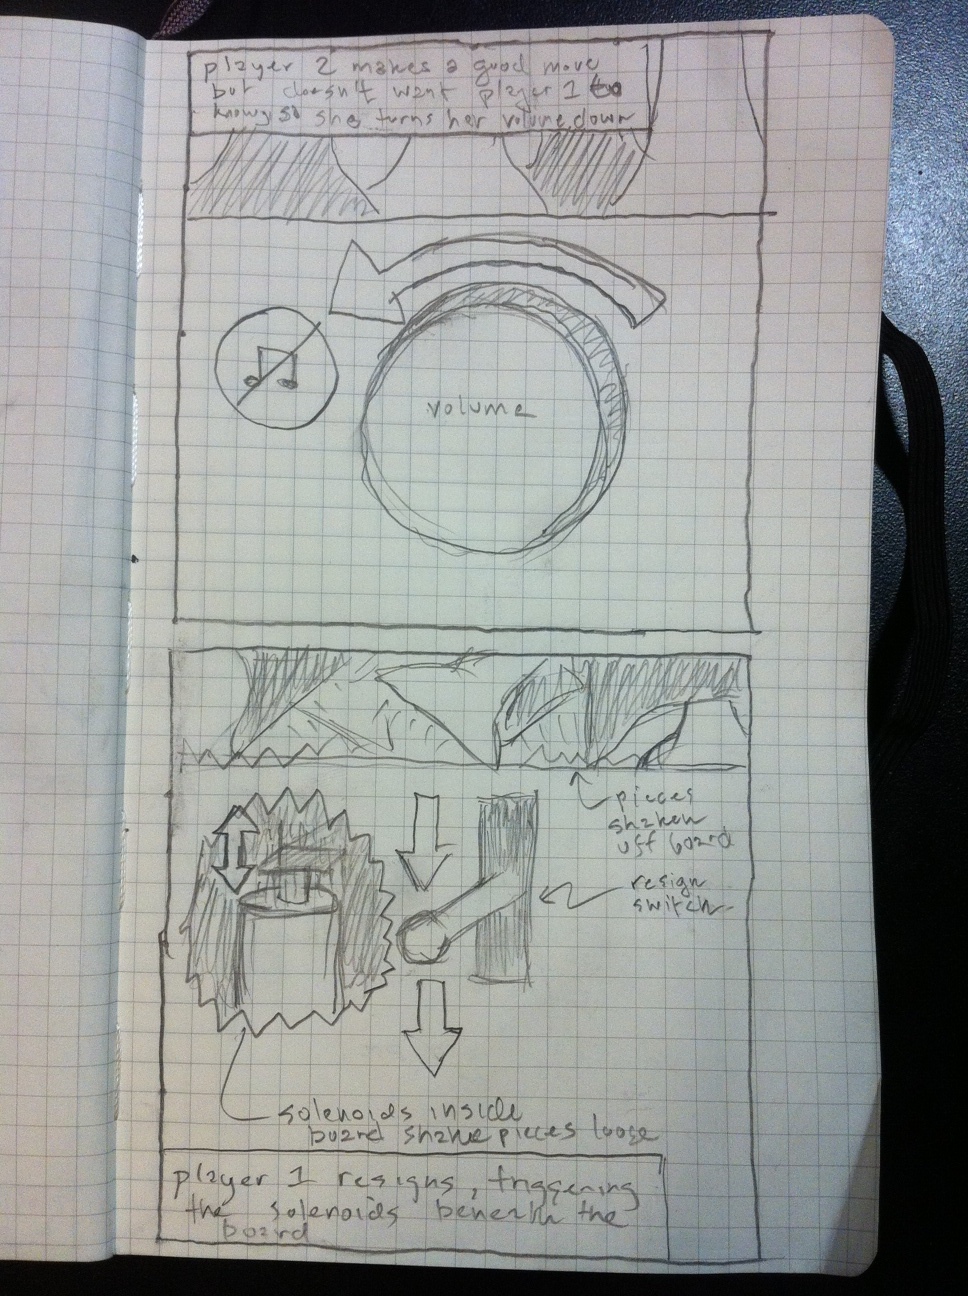 player 2 makes a good move
but doesn't want player 1 to
know, so she turns her volume down
volume
pieces
shaken
off board
resign
switch
solenoids inside
board shake pieces loose
player 1 resigns, triggering
the solenoids beneath the
board